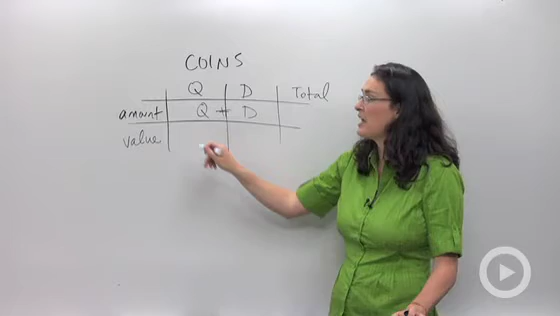 COINS
Q D Total
amount Q + D
value